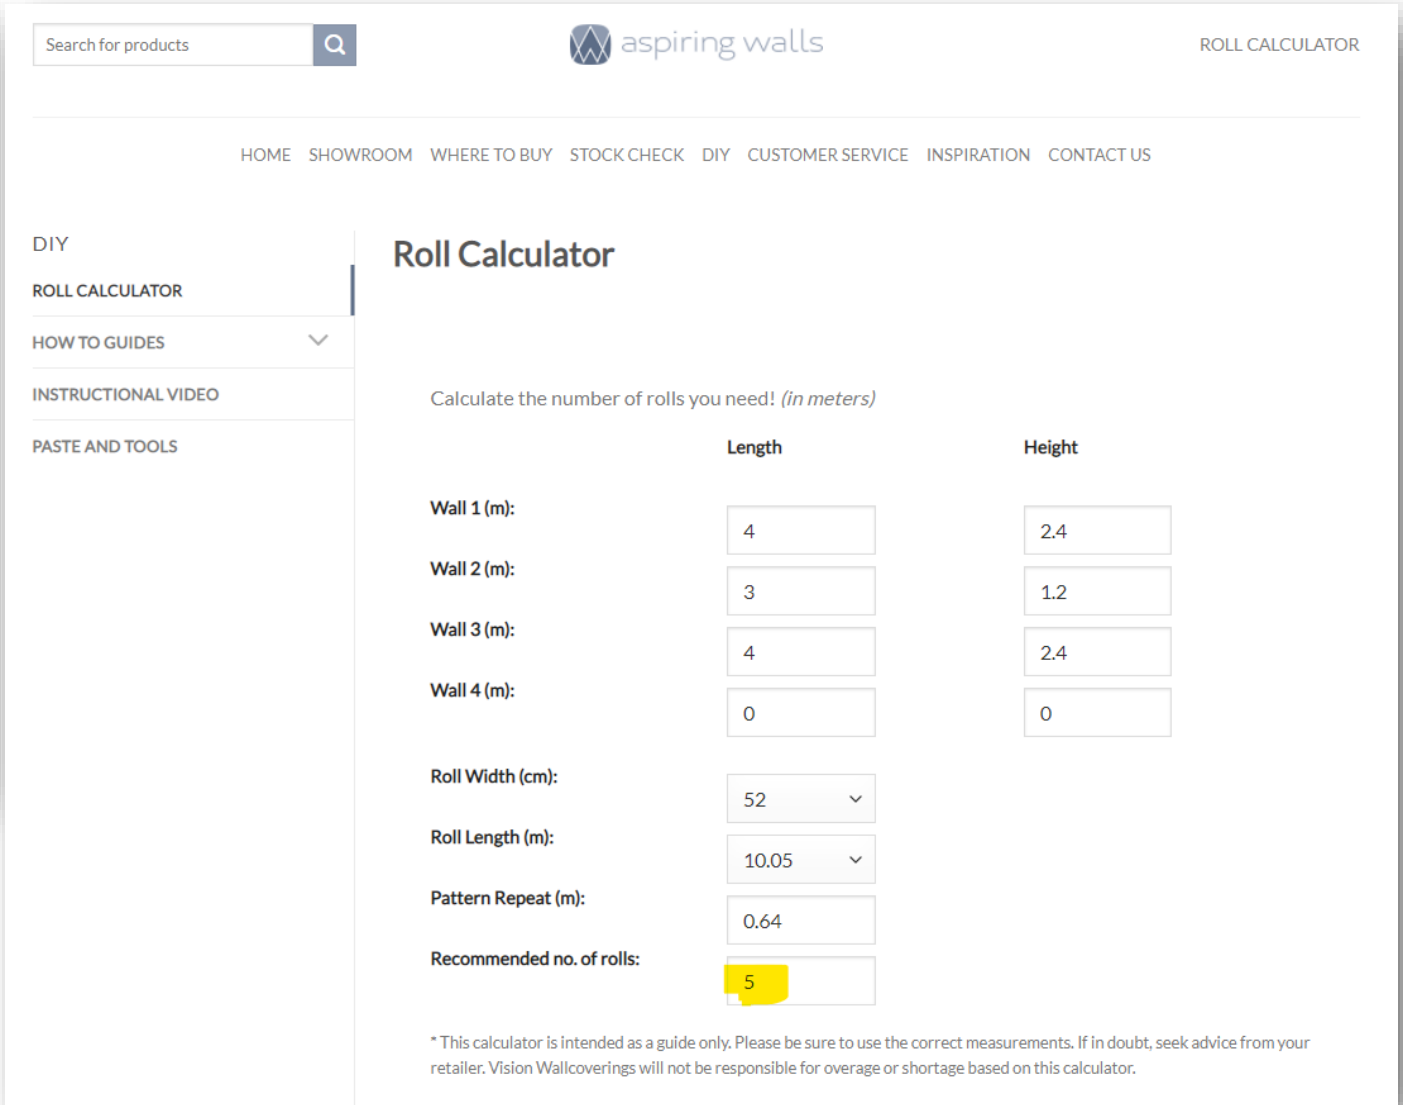 Search for products
aspiring walls
ROLL CALCULATOR
HOME SHOWROOM WHERE TO BUY STOCK CHECK DIY CUSTOMER SERVICE INSPIRATION CONTACT US
DIY
ROLL CALCULATOR
HOW TO GUIDES
INSTRUCTIONAL VIDEO
PASTE AND TOOLS
Roll Calculator
Calculate the number of rolls you need! (in meters)
Length Height
Wall 1 (m): 4 2.4
Wall 2 (m): 3 1.2
Wall 3 (m): 4 2.4
Wall 4 (m): 0 0
Roll Width (cm): 52
Roll Length (m): 10.05
Pattern Repeat (m): 0.64
Recommended no. of rolls: 5
* This calculator is intended as a guide only. Please be sure to use the correct measurements. If in doubt, seek advice from your
retailer. Vision Wallcoverings will not be responsible for overage or shortage based on this calculator.